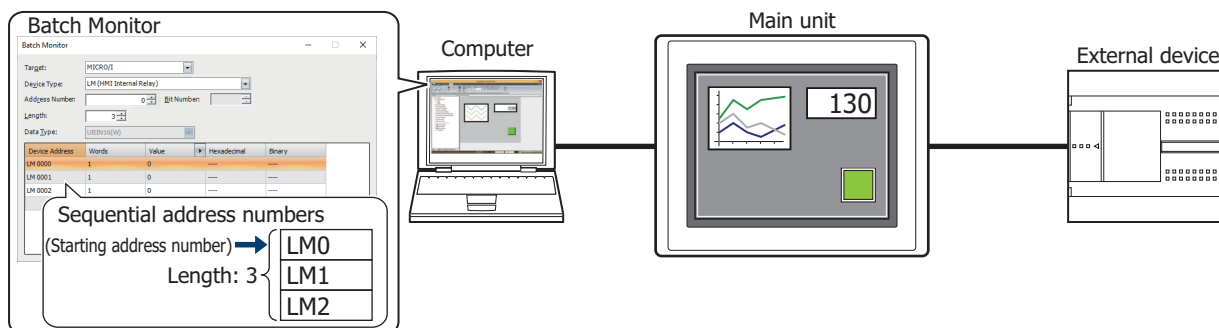 Batch Monitor
Batch Monitor
Target: MICRO/I
Device Type: LM (HMI Internal Relay)
Address Number: 0 Bit Number:
Length: 3
Data Type: UBIN16(W)
Device Address Words Value Hexadecimal Binary
LM 0000 1 0 ---- ----
LM 0001 1 0 ---- ----
LM 0002 1 0 ---- ----
Sequential address numbers
(Starting address number) LM0
Length: 3 LM1
LM2
Computer
Main unit
130
External device